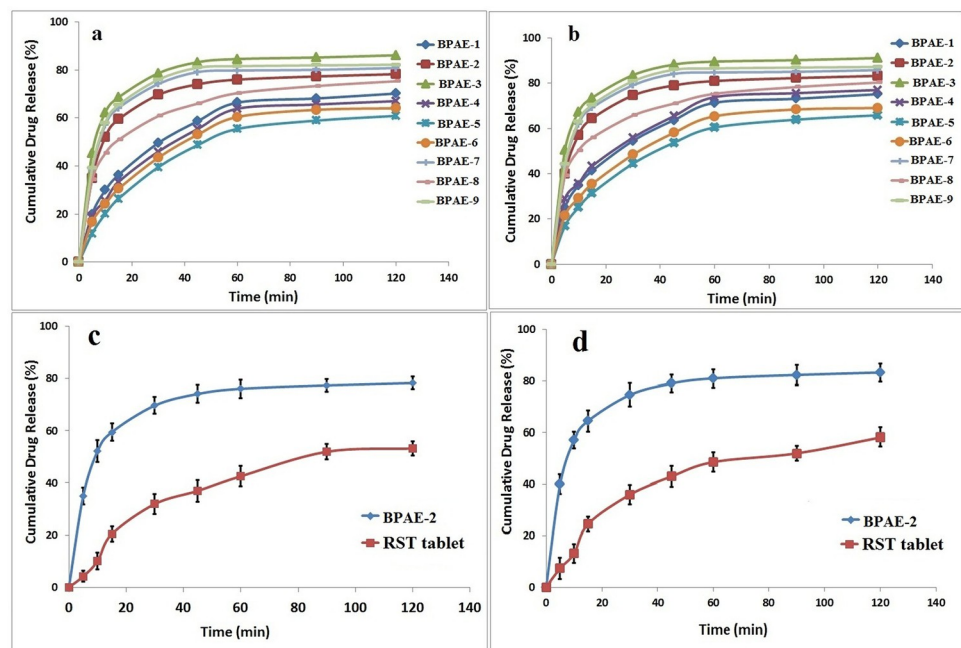 a
Cumulative Drug Release (%)
100
80
60
40
20
0
0 20 40 60 80 100 120 140
Time (min)
BPAE-1
BPAE-2
BPAE-3
BPAE-4
BPAE-5
BPAE-6
BPAE-7
BPAE-8
BPAE-9
b
Cumulative Drug Release (%)
100
80
60
40
20
0
0 20 40 60 80 100 120 140
Time (min)
BPAE-1
BPAE-2
BPAE-3
BPAE-4
BPAE-5
BPAE-6
BPAE-7
BPAE-8
BPAE-9
c
Cumulative Drug Release (%)
100
80
60
40
20
0
0 20 40 60 80 100 120 140
Time (min)
BPAE-2
RST tablet
d
Cumulative Drug Release (%)
100
80
60
40
20
0
0 20 40 60 80 100 120 140
Time (min)
BPAE-2
RST tablet